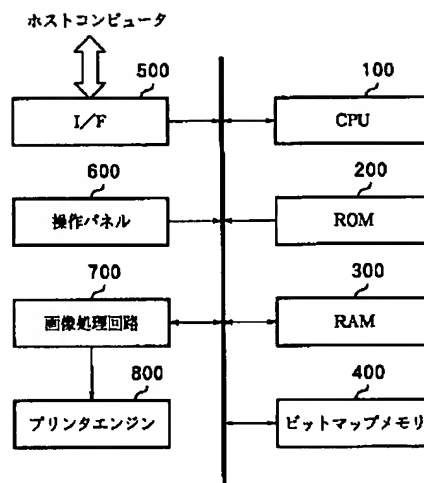 ホストコンピュータ
500
I/F
100
CPU
600
操作パネル
200
ROM
700
画像処理回路
300
RAM
800
プリンタエンジン
400
ビットマップメモリ